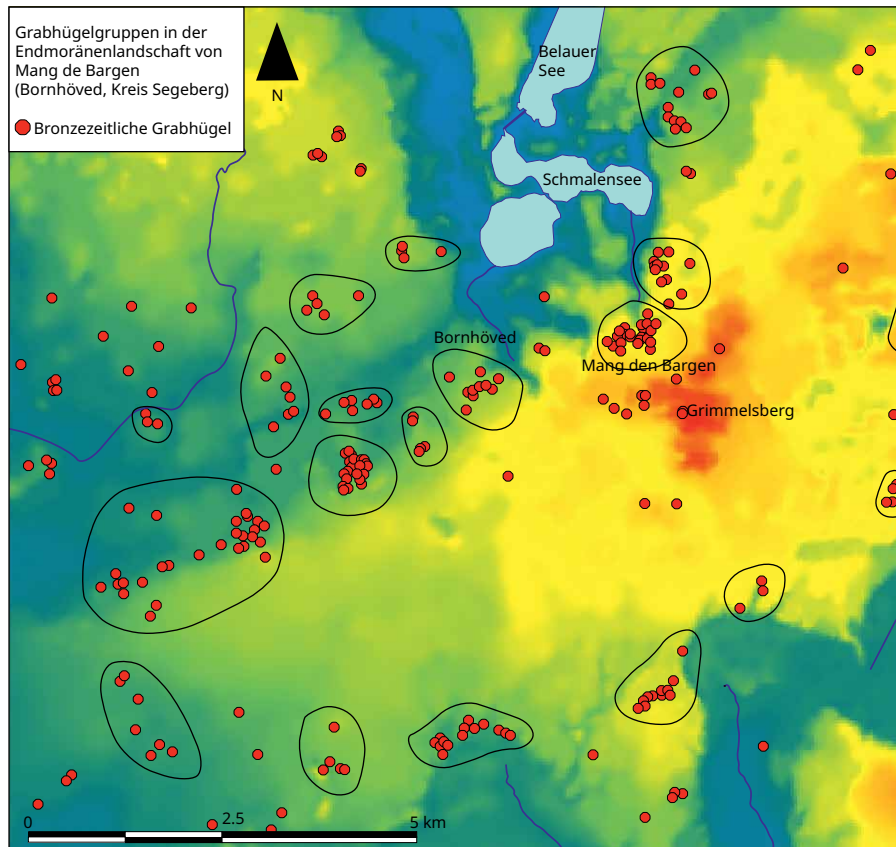 Grabhügelgruppen in der
Endmoränenlandschaft von
Mang de Bargen
(Bornhöved, Kreis Segeberg)
Bronzezeitliche Grabhügel
N
Belauer
See
Schmalensee
Bornhöved
Mang den Bargen
Grimmelsberg
0 2.5 5 km